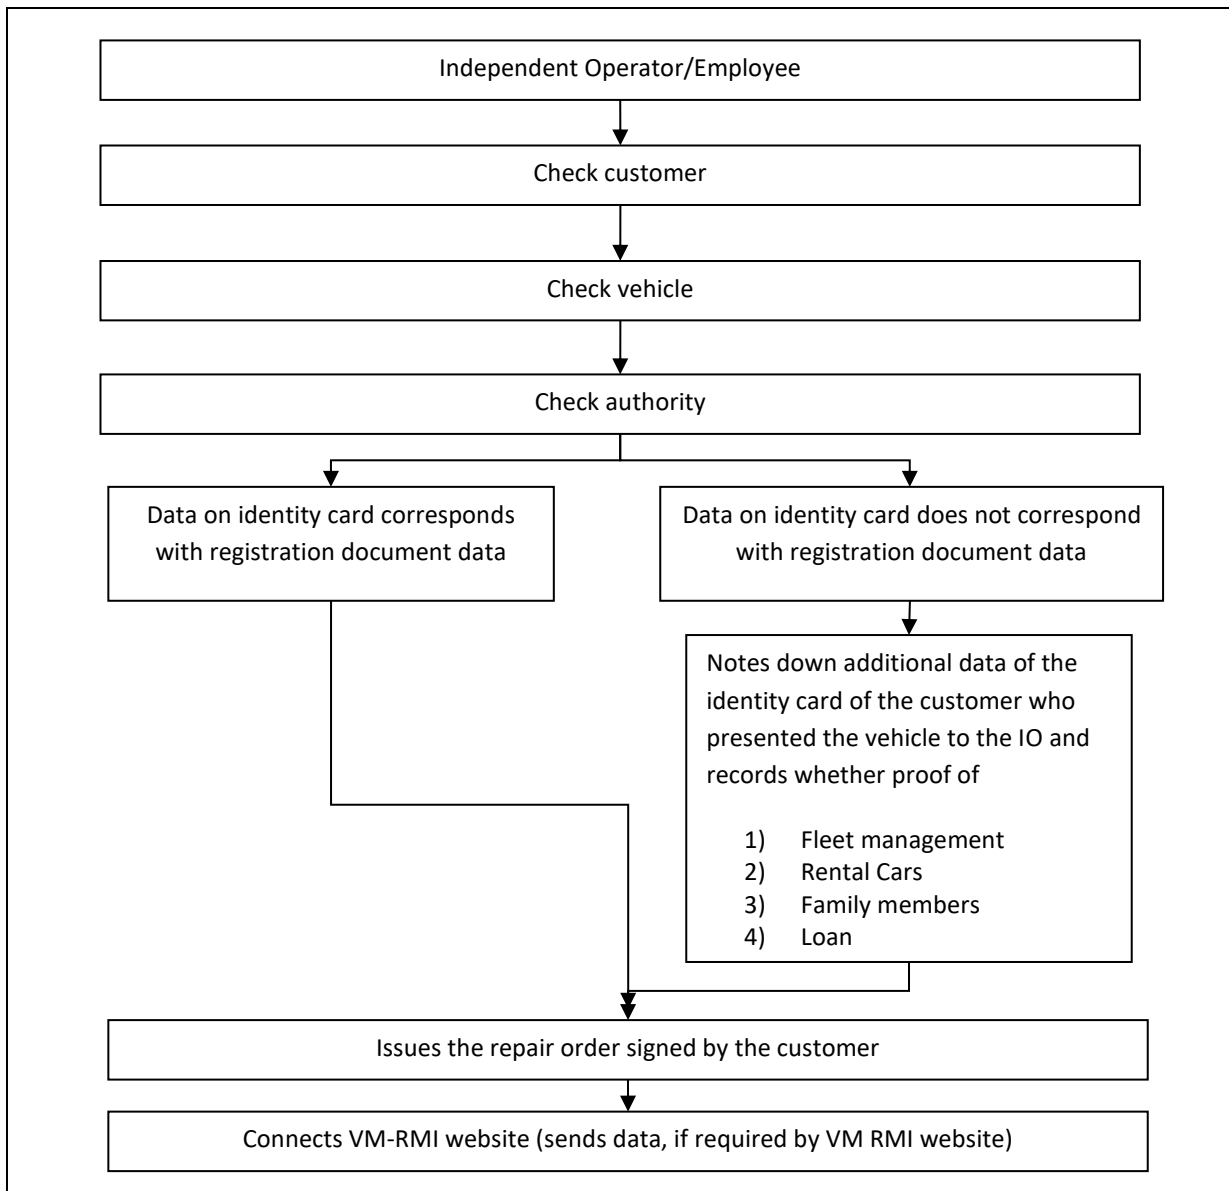 Independent Operator/Employee
Check customer
Check vehicle
Check authority
Data on identity card corresponds
with registration document data
Data on identity card does not correspond
with registration document data
Notes down additional data of the
identity card of the customer who
presented the vehicle to the IO and
records whether proof of
1) Fleet management
2) Rental Cars
3) Family members
4) Loan
Issues the repair order signed by the customer
Connects VM-RMI website (sends data, if required by VM RMI website)